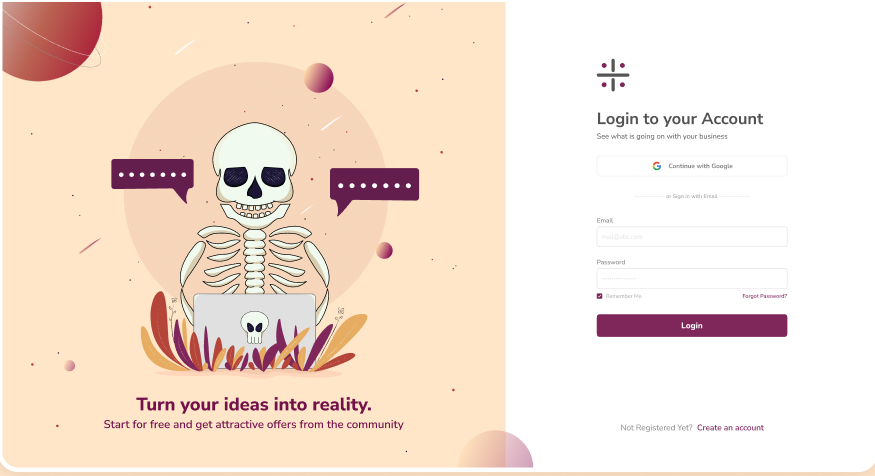 Turn your ideas into reality.
Start for free and get attractive offers from the community
Login to your Account
See what is going on with your business
Continue with Google
or Sign in with Email
Email
mail@abc.com
Password
Remember Me
Forgot Password?
Login
Not Registered Yet? Create an account